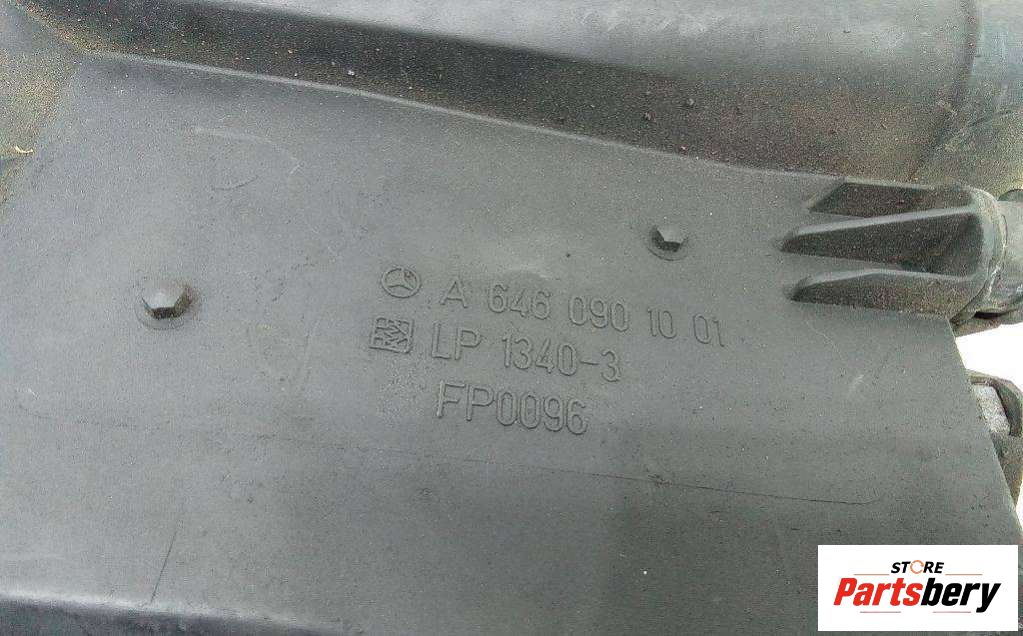 A 646 090 10 01
LP 1340-3
FP0096
STORE
Partsbery